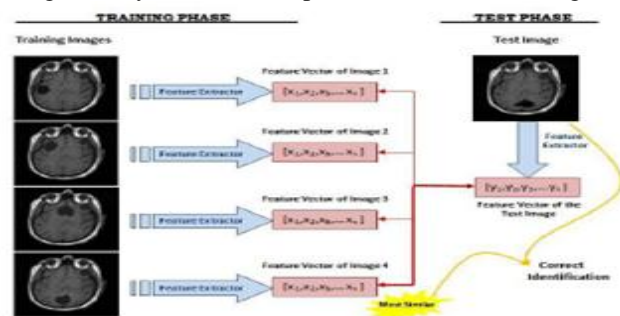 TRAINING PHASE
TEST PHASE
Training Images
Test Image
Feature Vector of Image 1
Feature Extractor
[x₁,x₂,x₃,... xₙ]
Feature Vector of Image 2
Feature Extractor
[x₁,x₂,x₃,... xₙ]
Feature Extractor
[y₁,y₂,y₃,...yₙ]
Feature Vector of the
Test Image
Feature Vector of Image 3
Feature Extractor
[x₁,x₂,x₃,... xₙ]
Feature Vector of Image 4
Feature Extractor
[x₁,x₂,x₃,... xₙ]
Correct
Identification
Most Similar